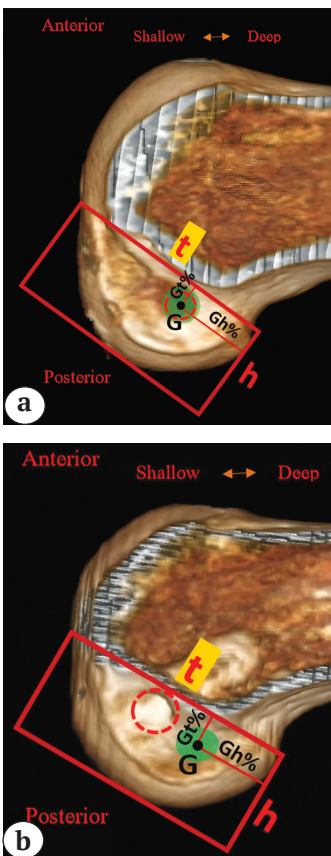 Anterior
Shallow Deep
t
Gt%
G
Gh%
h
Posterior
a
Anterior
Shallow Deep
t
Gt%
G
Gh%
h
Posterior
b